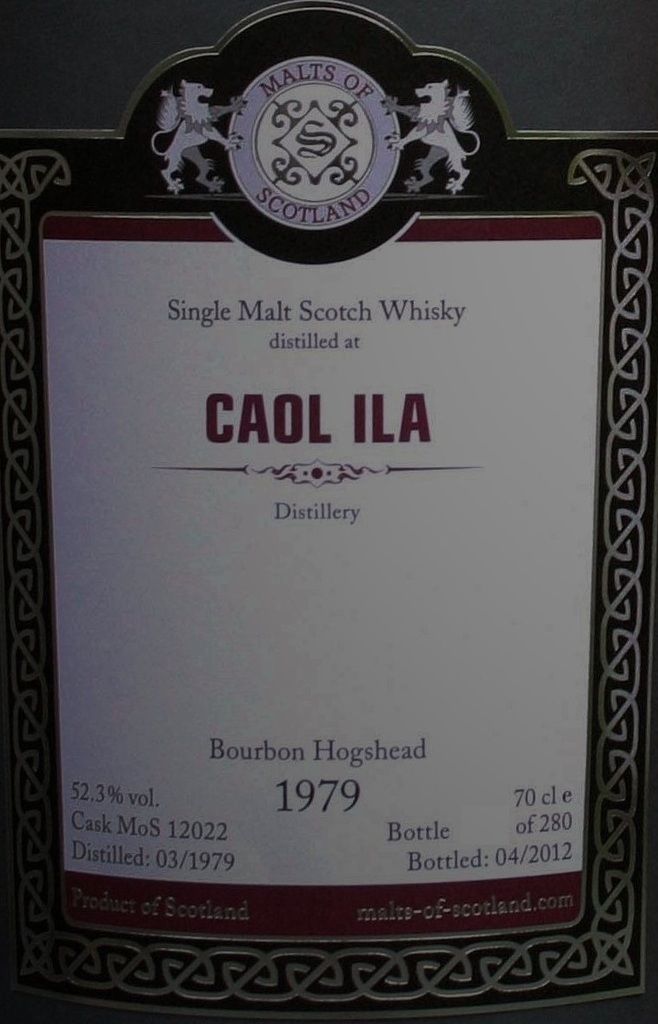 MALTS OF
S
SCOTLAND
Single Malt Scotch Whisky
distilled at
CAOL ILA
Distillery
Bourbon Hogshead
1979
52.3% vol.
Cask MoS 12022
Distilled: 03/1979
70 cl e
Bottle of 280
Bottled: 04/2012
Product of Scotland
malts-of-scotland.com